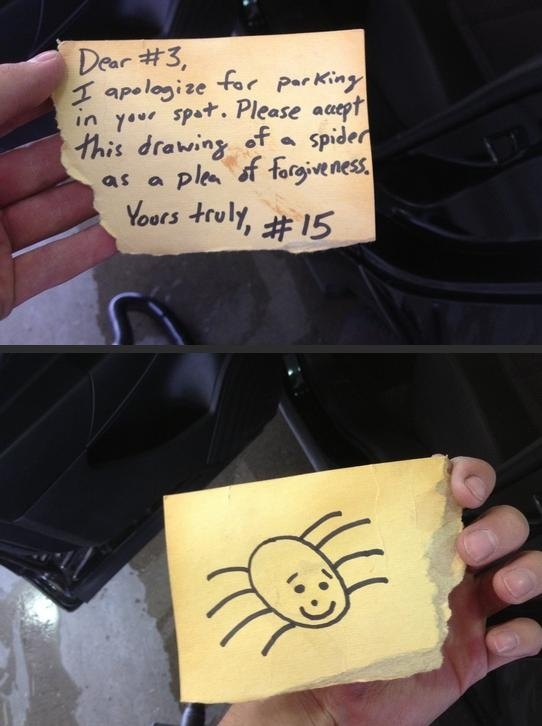 Dear #3,
I apologize for parking
in your spot. Please accept
this drawing of a spider
as a plea of forgiveness.
Yours truly, #15